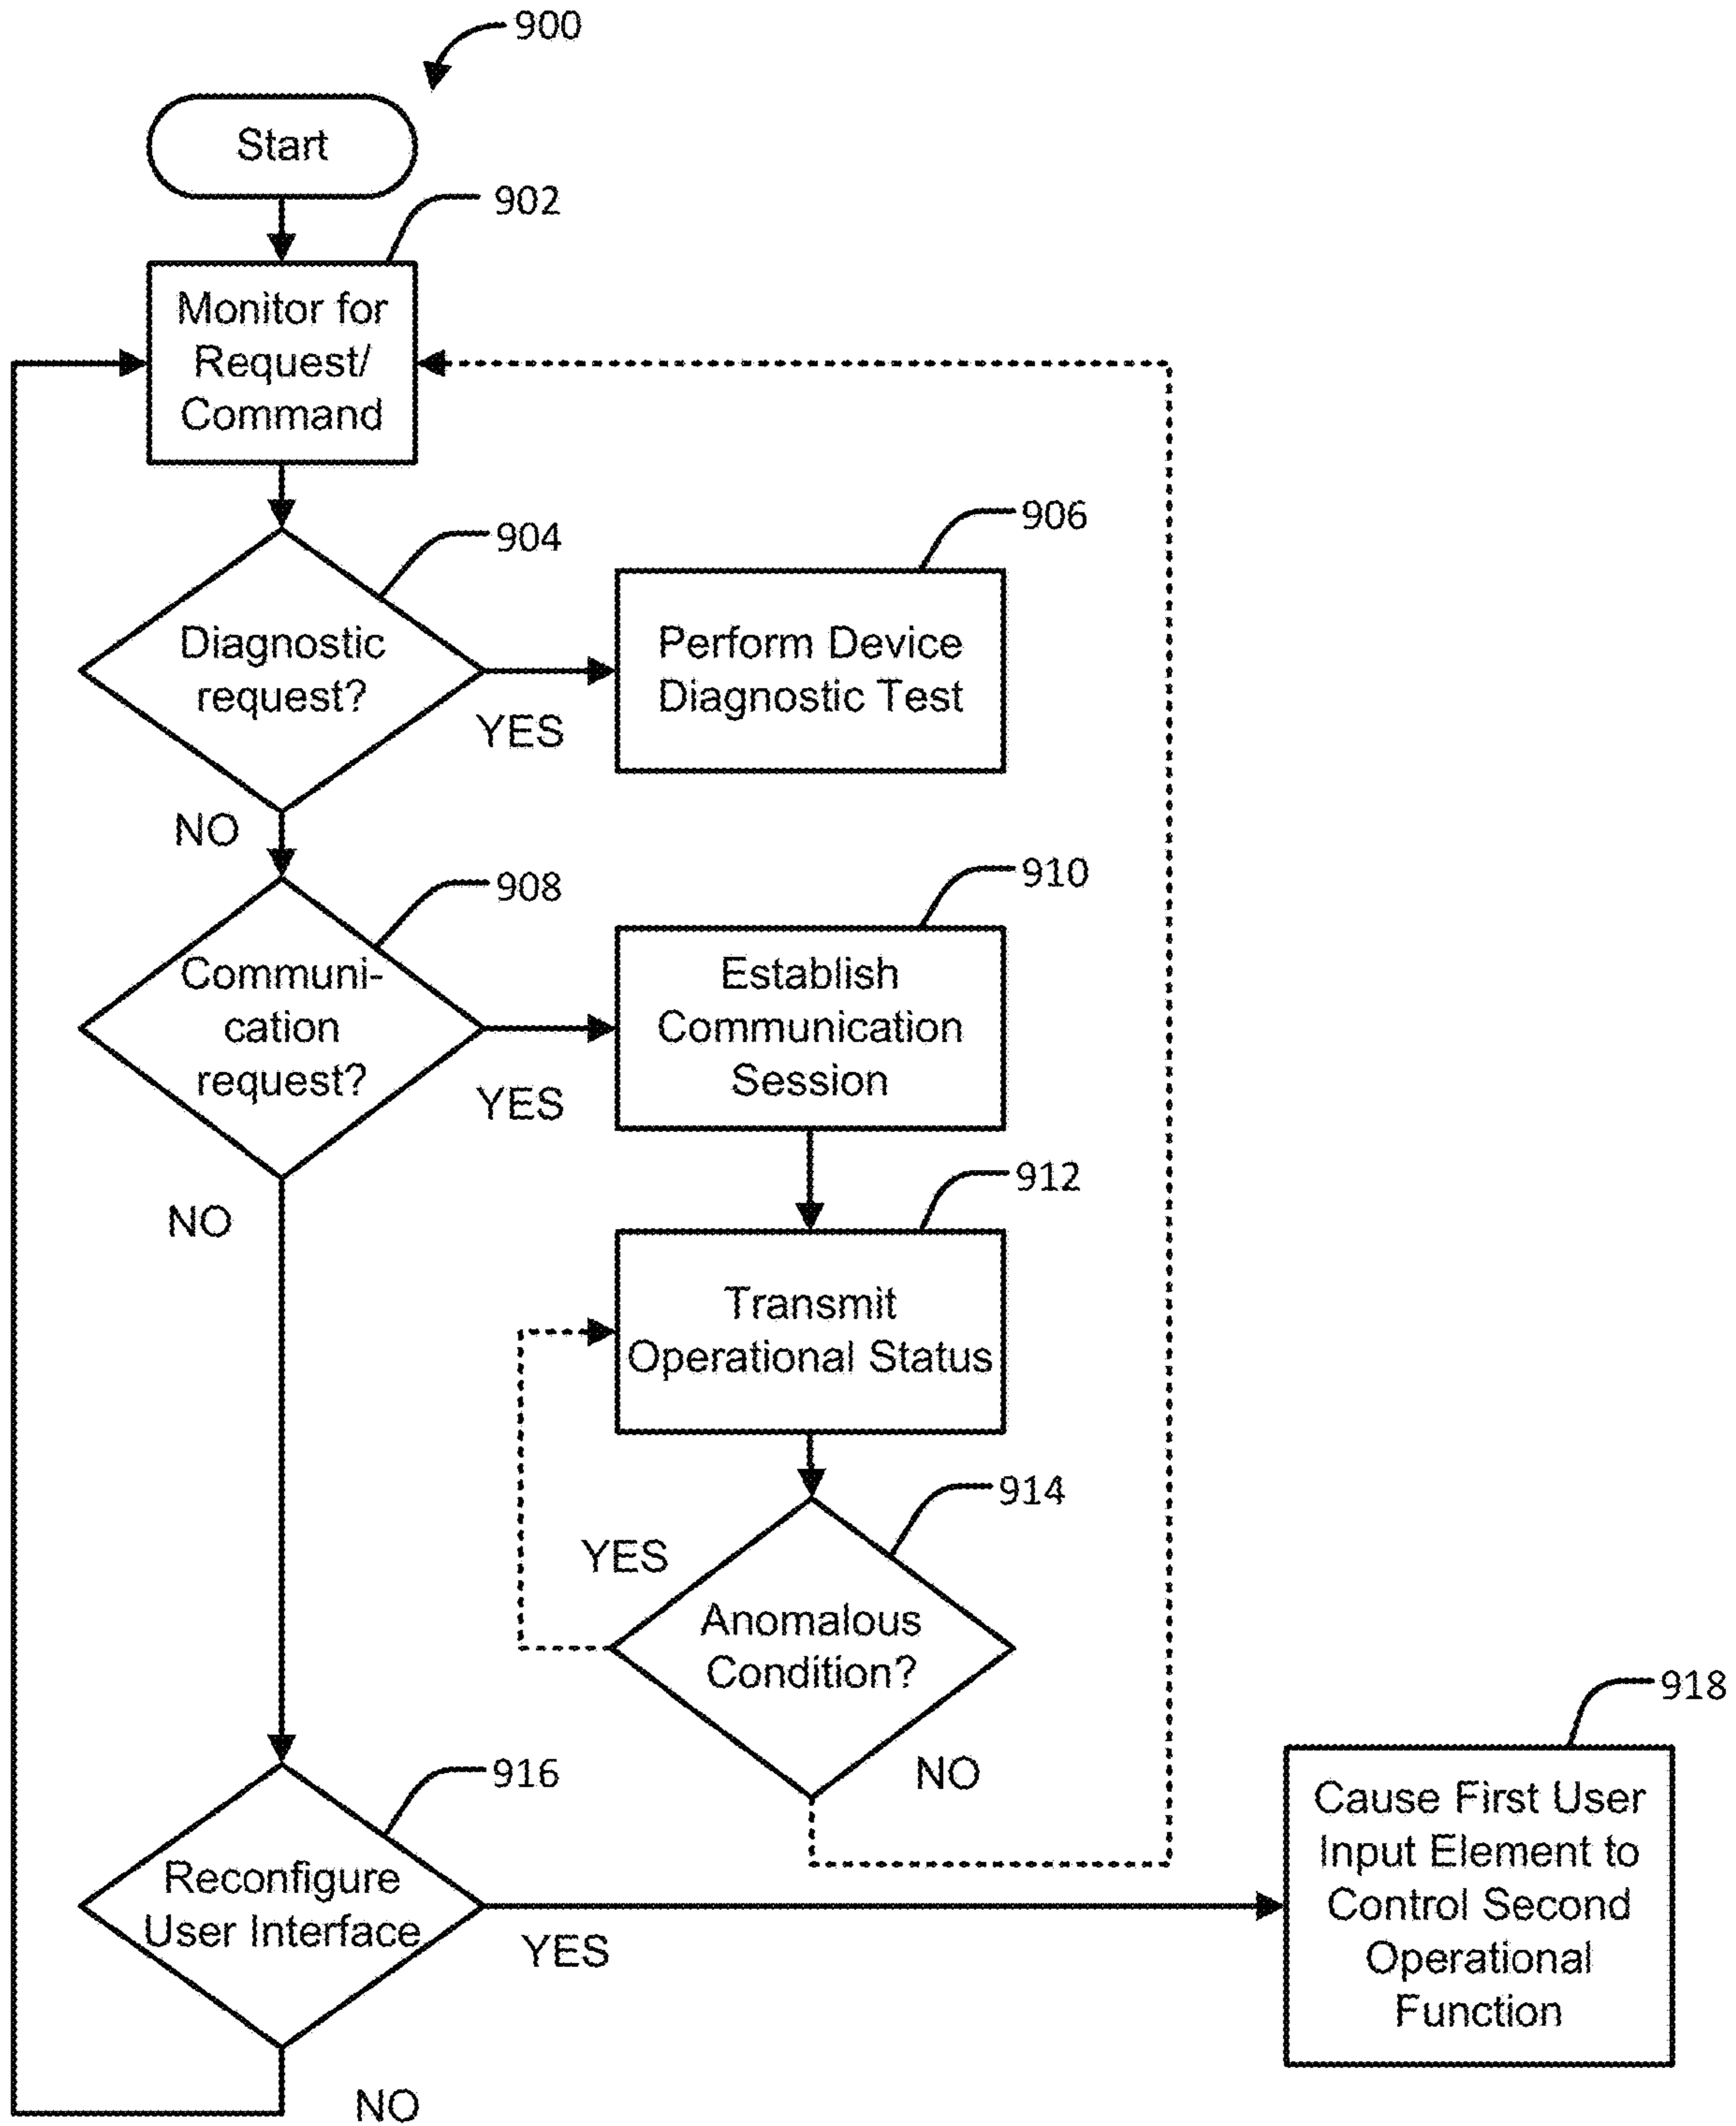 900
Start
902
Monitor for
Request/
Command
904
Diagnostic
request?
YES
NO
906
Perform Device
Diagnostic Test
908
Communi-
cation
request?
YES
NO
910
Establish
Communication
Session
912
Transmit
Operational Status
914
YES
Anomalous
Condition?
NO
916
Reconfigure
User Interface
YES
NO
918
Cause First User
Input Element to
Control Second
Operational
Function